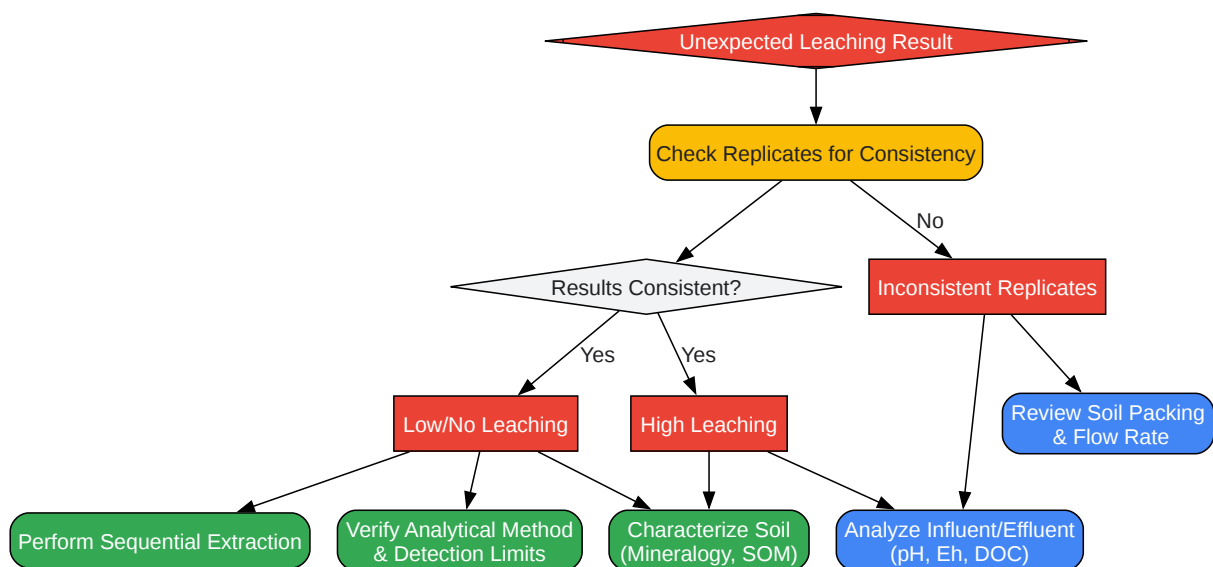 Unexpected Leaching Result
Check Replicates for Consistency
No
Results Consistent?
Inconsistent Replicates
Yes
Yes
Low/No Leaching
High Leaching
Review Soil Packing
& Flow Rate
Perform Sequential Extraction
Verify Analytical Method
& Detection Limits
Characterize Soil
(Mineralogy, SOM)
Analyze Influent/Effluent
(pH, Eh, DOC)